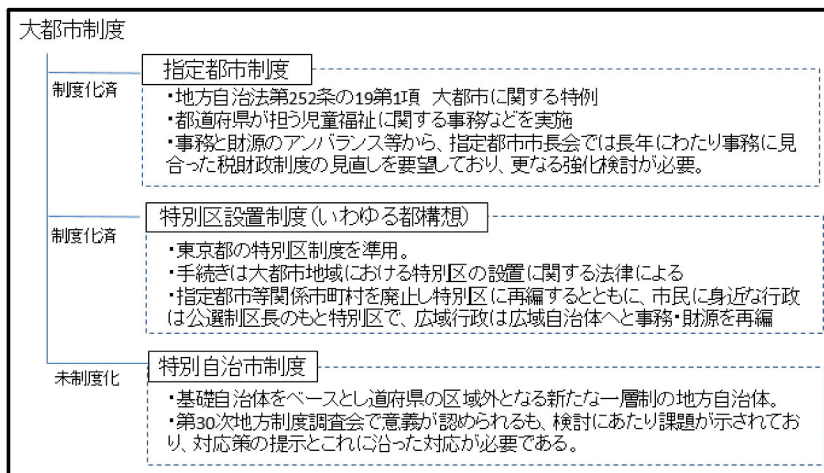 大都市制度
制度化済
指定都市制度
・地方自治法第252条の19第1項 大都市に関する特例
・都道府県が担う児童福祉に関する事務などを実施
・事務と財源のアンバランス等から、指定都市市長会では長年にわたり事務に見
合った税財政制度の見直しを要望しており、更なる強化検討が必要。
制度化済
特別区設置制度(いわゆる都構想)
・東京都の特別区制度を準用。
・手続きは大都市地域における特別区の設置に関する法律による
・指定都市等関係市町村を廃止し特別区に再編するとともに、市民に身近な行政
は公選制区長のもと特別区で、広域行政は広域自治体へと事務・財源を再編
未制度化
特別自治市制度
・基礎自治体をベースとし道府県の区域外となる新たな一層制の地方自治体。
・第30次地方制度調査会で意義が認められるも、検討にあたり課題が示されてお
り、対応策の提示とこれに沿った対応が必要である。